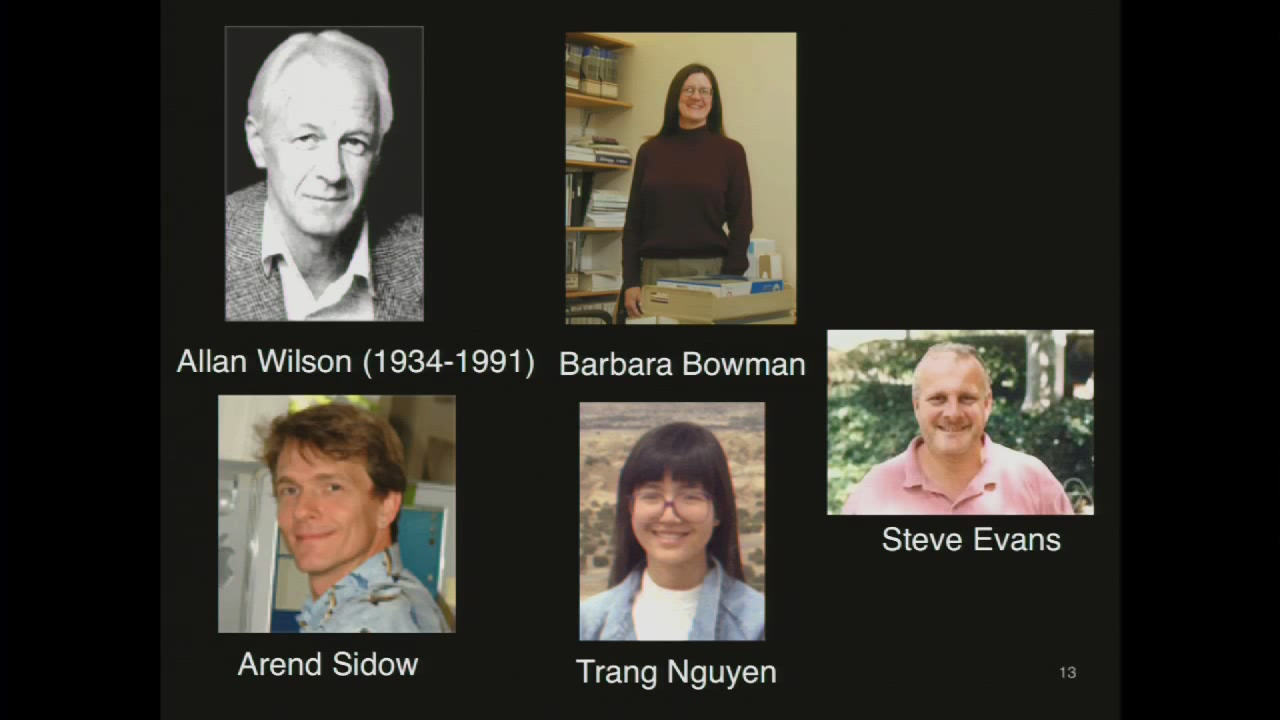 Allan Wilson (1934-1991)
Barbara Bowman
Steve Evans
Arend Sidow
Trang Nguyen
13